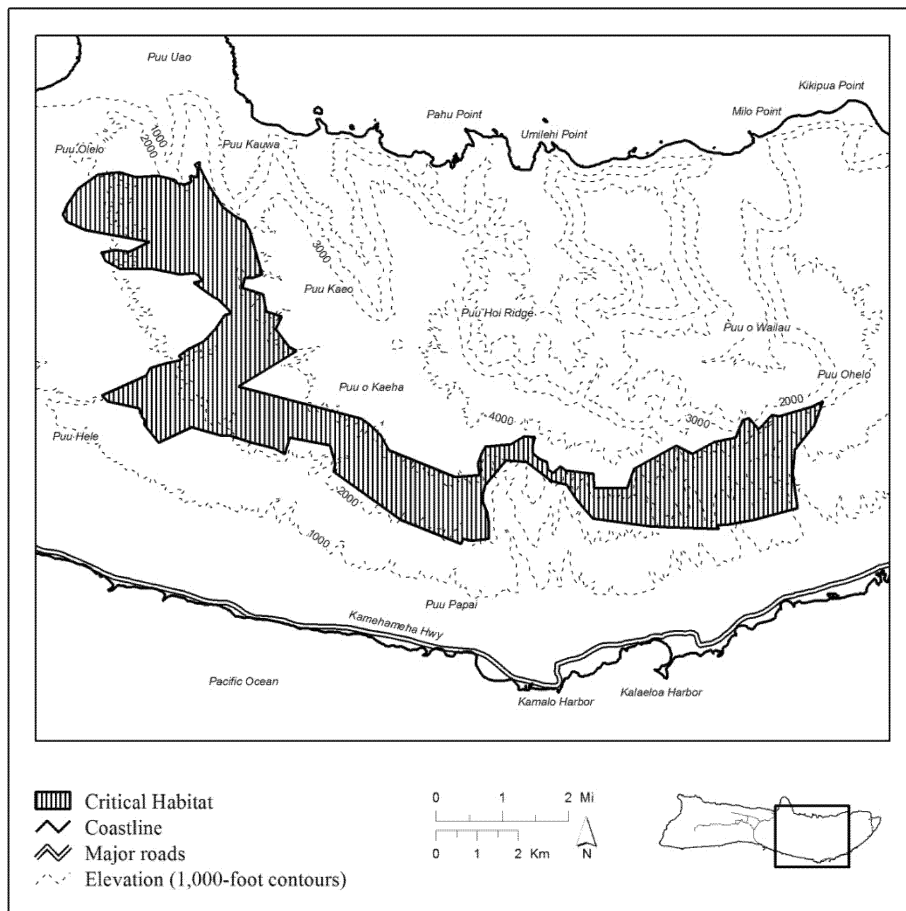 Puu Uao
Kikipua Point
Pahu Point
Milo Point
Umilehi Point
1000
2000
Puu Olelo
Puu Kauwa
3000
Puu Kaeo
Puu Hoi Ridge
Puu o Wailau
Puu o Kaeha
Puu Ohelo
2000
4000
3000
Puu Hele
2000
1000
Puu Papai
Kamehameha Hwy
Pacific Ocean
Kamalo Harbor
Kalaeloa Harbor
Critical Habitat
Coastline
Major roads
Elevation (1,000-foot contours)
0 1 2 Mi
0 1 2 Km
N